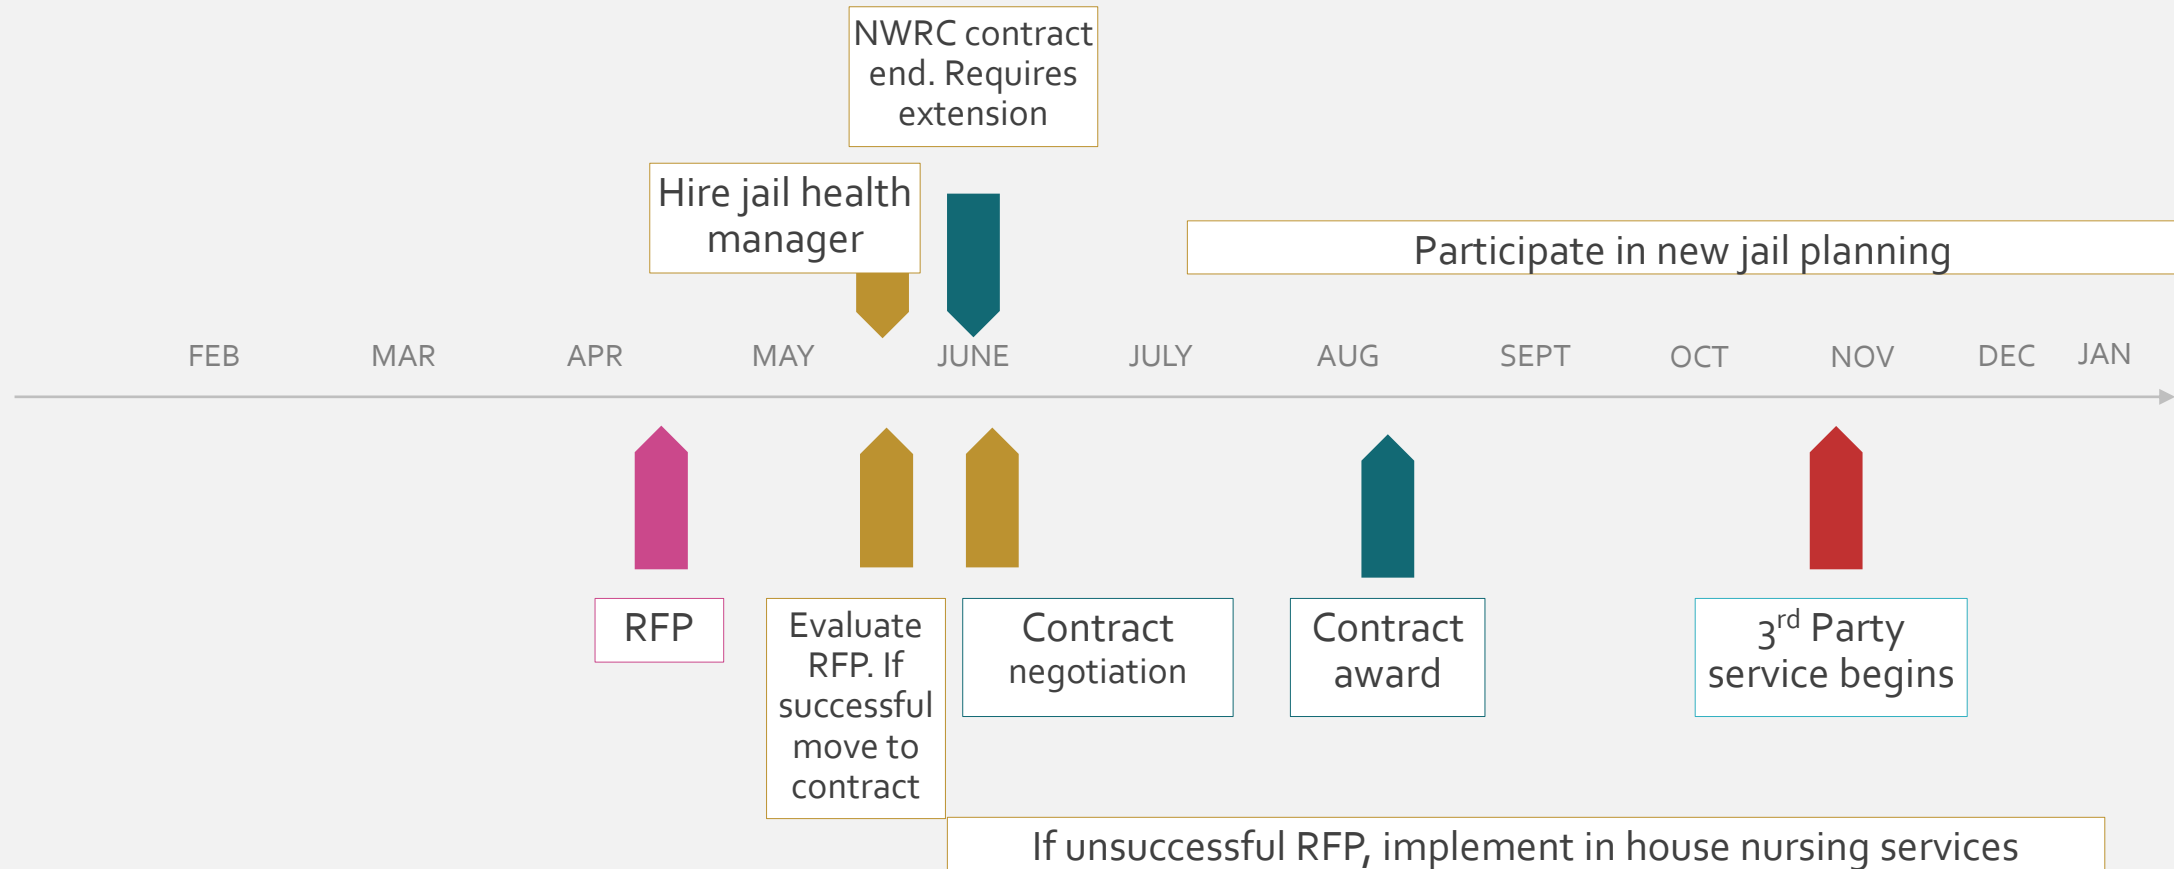 NWRC contract
end. Requires
extension
Hire jail health
manager
Participate in new jail planning
FEB MAR APR MAY JUNE JULY AUG SEPT OCT NOV DEC JAN
RFP
Evaluate
RFP. If
successful
move to
contract
Contract
negotiation
Contract
award
3rd Party
service begins
If unsuccessful RFP, implement in house nursing services